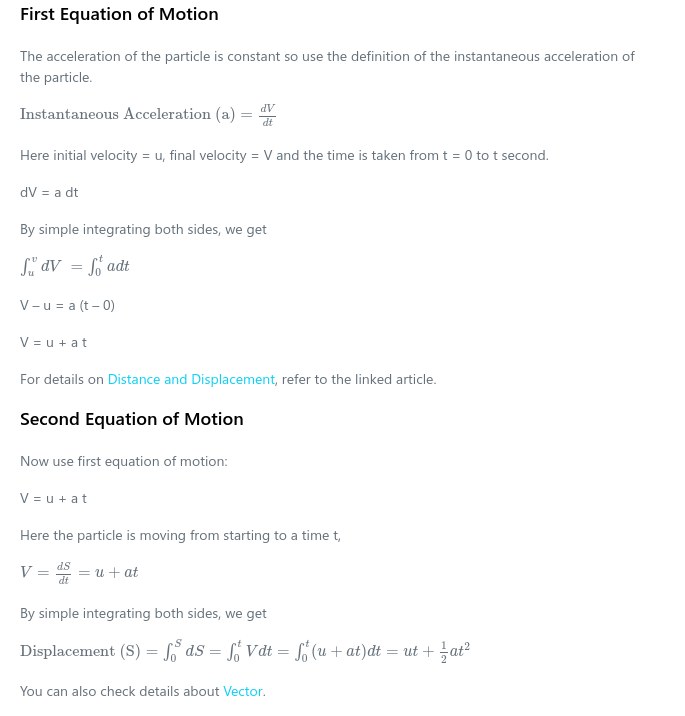 First Equation of Motion
The acceleration of the particle is constant so use the definition of the instantaneous acceleration of
the particle.
Instantaneous Acceleration (a) = \frac{dV}{dt}
Here initial velocity = u, final velocity = V and the time is taken from t = 0 to t second.
dV = a dt
By simple integrating both sides, we get
\int_u^v dV = \int_0^t adt
V – u = a (t – 0)
V = u + a t
For details on Distance and Displacement, refer to the linked article.
Second Equation of Motion
Now use first equation of motion:
V = u + a t
Here the particle is moving from starting to a time t,
V = \frac{dS}{dt} = u + at
By simple integrating both sides, we get
Displacement (S) = \int_0^S dS = \int_0^t Vdt = \int_0^t (u + at)dt = ut + \frac{1}{2}at^2
You can also check details about Vector.